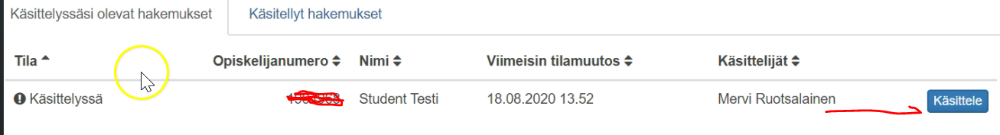 Käsittelyssäsi olevat hakemukset Käsitellyt hakemukset
Tila Opiskelijanumero Nimi Viimeisin tilamuutos Käsittelijät
Käsittelyssä Student Testi 18.08.2020 13.52 Mervi Ruotsalainen Käsittele